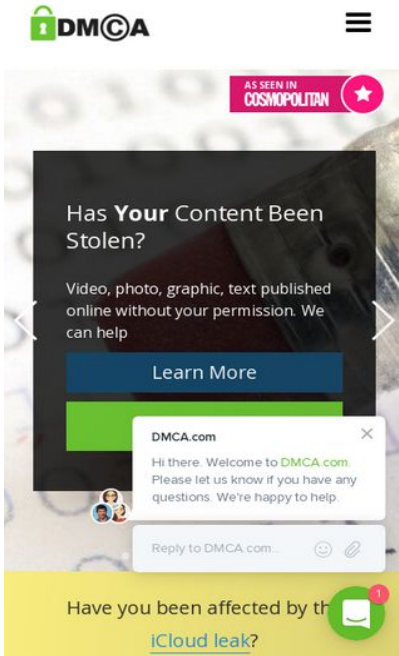 DMCA
AS SEEN IN
COSMOPOLITAN
Has Your Content Been
Stolen?
Video, photo, graphic, text published
online without your permission. We
can help
Learn More
DMCA.com
Hi there. Welcome to DMCA.com.
Please let us know if you have any
questions. We're happy to help.
Reply to DMCA.com...
1
Have you been affected by th
iCloud leak?